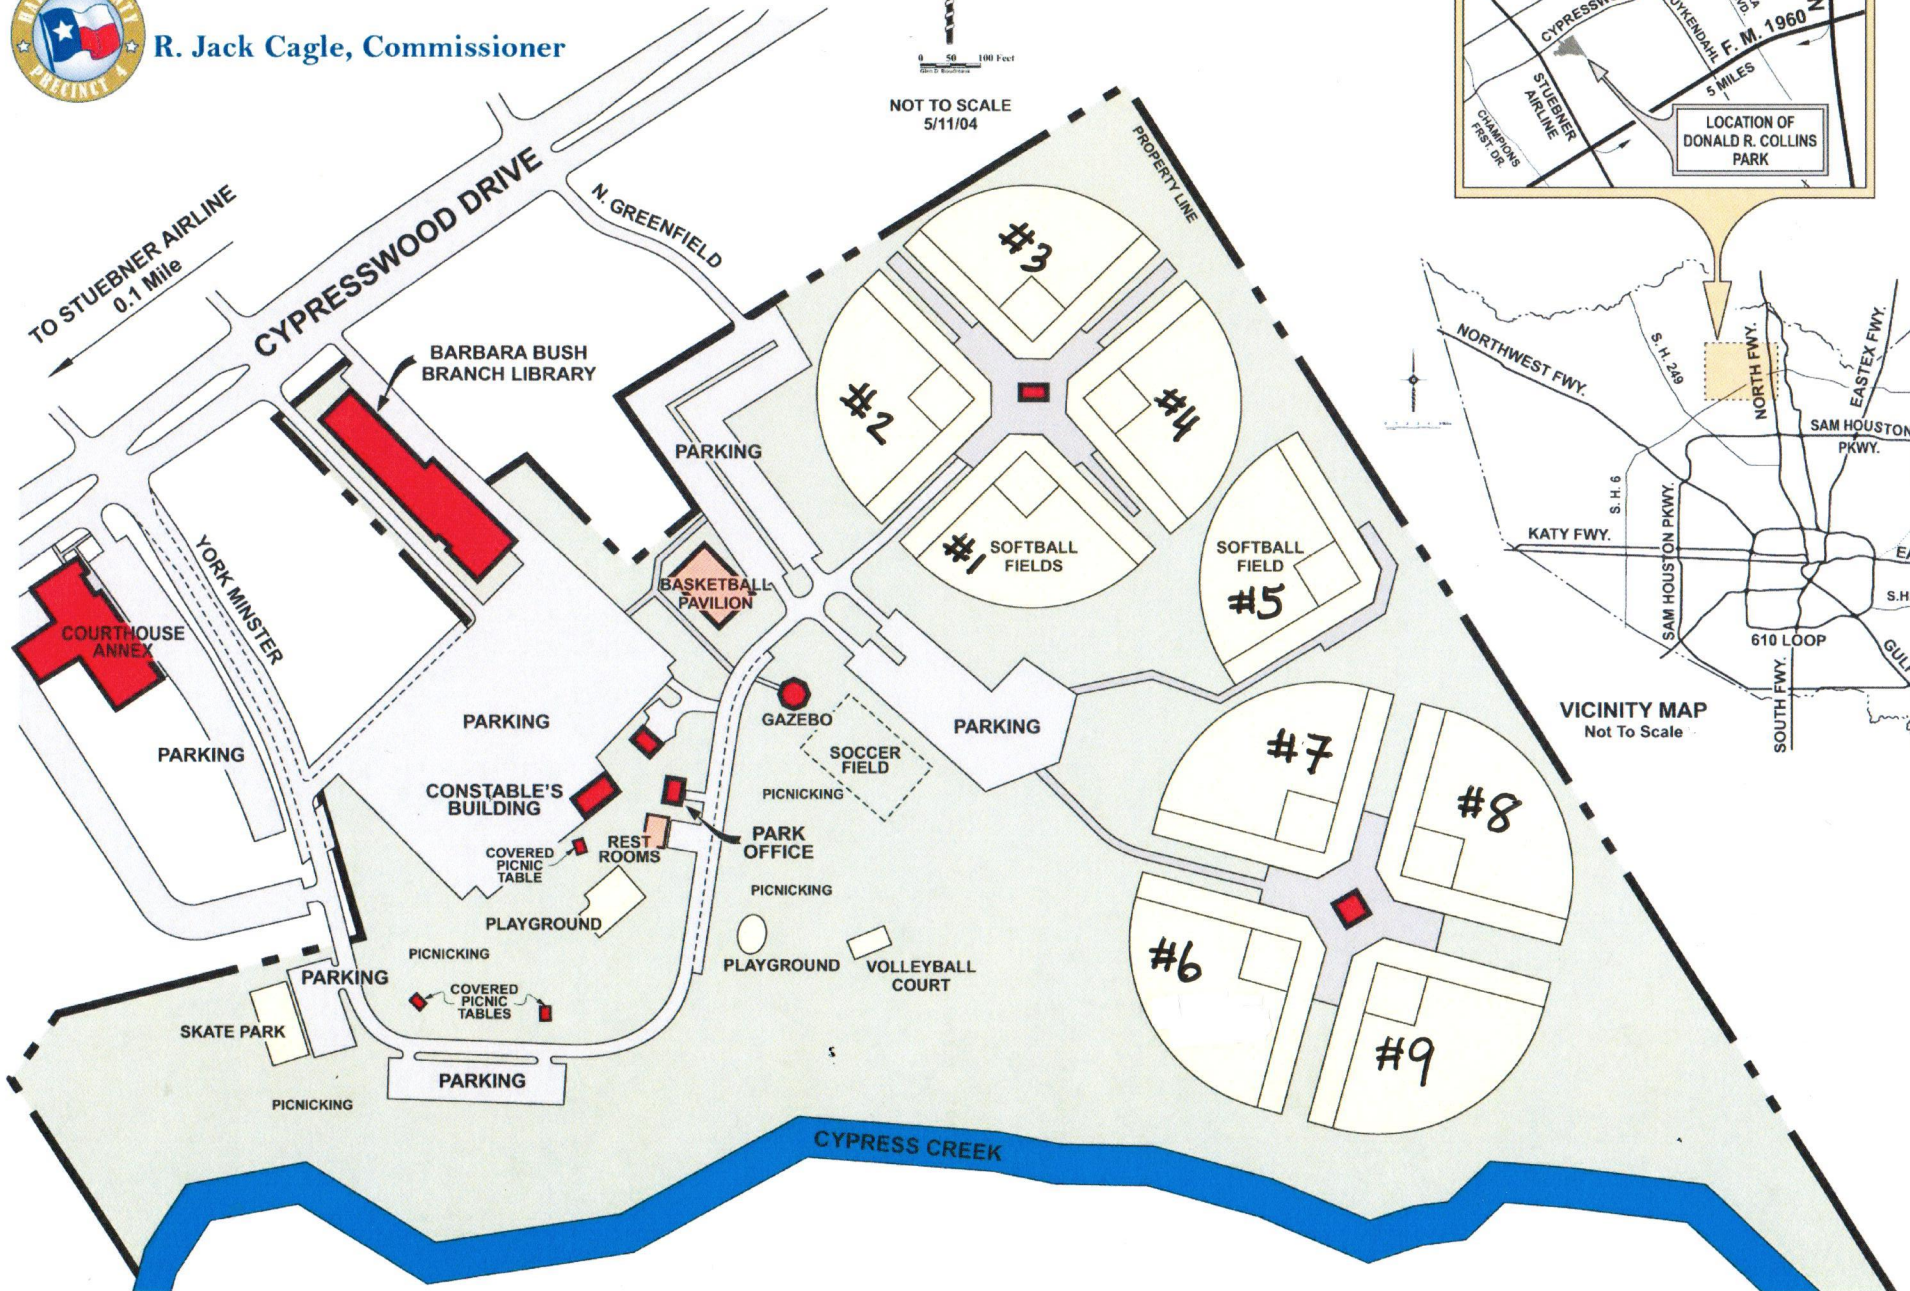 PRECINCT 4
R. Jack Cagle, Commissioner
0 50 100 Feet
NOT TO SCALE
5/11/04
PROPERTY LINE
TO STUEBNER AIRLINE
0.1 Mile
CYPRESSWOOD DRIVE
N. GREENFIELD
BARBARA BUSH
BRANCH LIBRARY
PARKING
#3
#2
#4
#1
SOFTBALL
FIELDS
SOFTBALL
FIELD
#5
YORK MINSTER
COURTHOUSE
ANNEX
PARKING
BASKETBALL
PAVILION
PARKING
GAZEBO
SOCCER
FIELD
PARKING
PICNICKING
CONSTABLE'S
BUILDING
PARK
OFFICE
REST
ROOMS
COVERED
PICNIC
TABLE
PLAYGROUND
PICNICKING
PICNICKING
PLAYGROUND
VOLLEYBALL
COURT
PARKING
COVERED
PICNIC
TABLES
SKATE PARK
PARKING
PICNICKING
#7
#8
#6
#9
CYPRESS CREEK
F. M. 1960
5 MILES
STUEBNER
AIRLINE
CHAMPIONS
FRST. DR.
LOCATION OF
DONALD R. COLLINS
PARK
NORTHWEST FWY.
S. H. 249
NORTH FWY.
EASTEX FWY.
SAM HOUSTON
PKWY.
S. H. 6
SAM HOUSTON PKWY.
KATY FWY.
610 LOOP
SOUTH FWY.
VICINITY MAP
Not To Scale